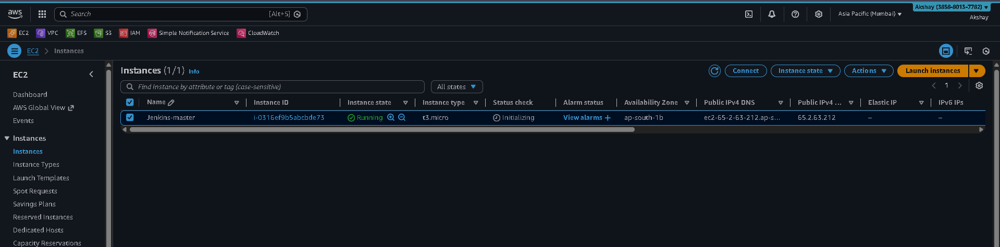 aws Search [Alt+S] Asia Pacific (Mumbai) Akshay (3858-8013-7782)
Akshay
EC2 VPC EFS S3 IAM Simple Notification Service CloudWatch
EC2 Instances
EC2
Dashboard
AWS Global View
Events
Instances
Instances
Instance Types
Launch Templates
Spot Requests
Savings Plans
Reserved Instances
Dedicated Hosts
Capacity Reservations
Instances (1/1) Info Connect Instance state Actions Launch instances
Find Instance by attribute or tag (case-sensitive) All states 1
Name Instance ID Instance state Instance type Status check Alarm status Availability Zone Public IPv4 DNS Public IPv4 ... Elastic IP IPv6 IPs
Jenkins-master i-0316ef9b5abcbde73 Running t3.micro Initializing View alarms + ap-south-1b ec2-65-2-63-212.ap-s... 65.2.63.212 – –